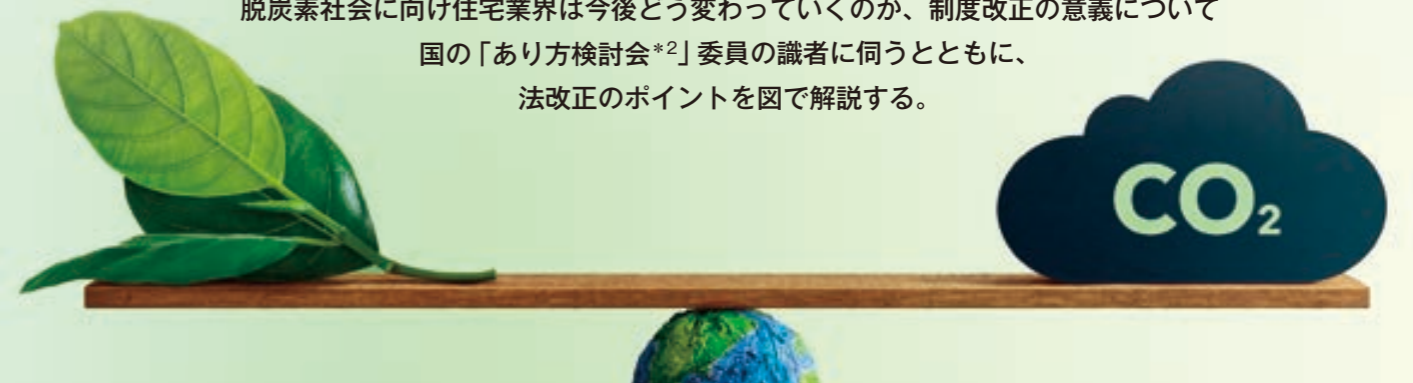 脱炭素社会に向け住宅業界は今後どう変わっていくのか、制度改正の意義について
国の「あり方検討会*2」委員の識者に伺うとともに、
法改正のポイントを図で解説する。
CO2